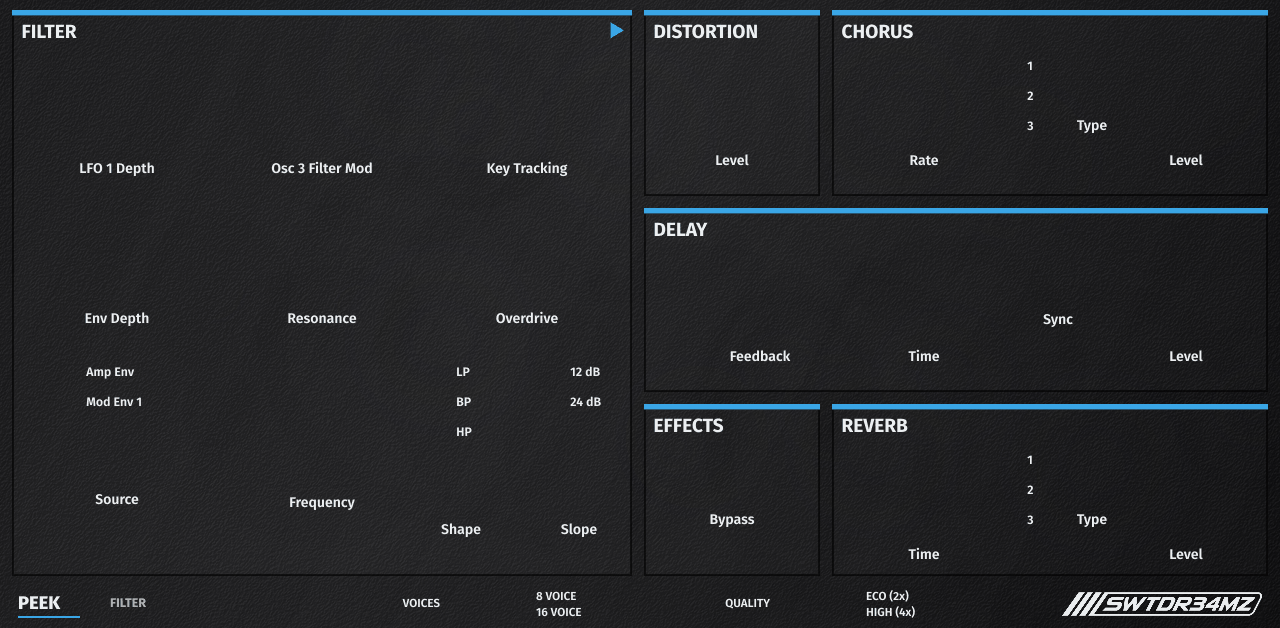 FILTER
LFO 1 Depth
Osc 3 Filter Mod
Key Tracking
Env Depth
Resonance
Overdrive
Amp Env
Mod Env 1
LP
BP
HP
12 dB
24 dB
Source
Frequency
Shape
Slope
DISTORTION
Level
CHORUS
1
2
3
Type
Rate
Level
DELAY
Sync
Feedback
Time
Level
EFFECTS
Bypass
REVERB
1
2
3
Type
Time
Level
PEEK
FILTER
VOICES
8 VOICE
16 VOICE
QUALITY
ECO (2x)
HIGH (4x)
SWTDR34MZ